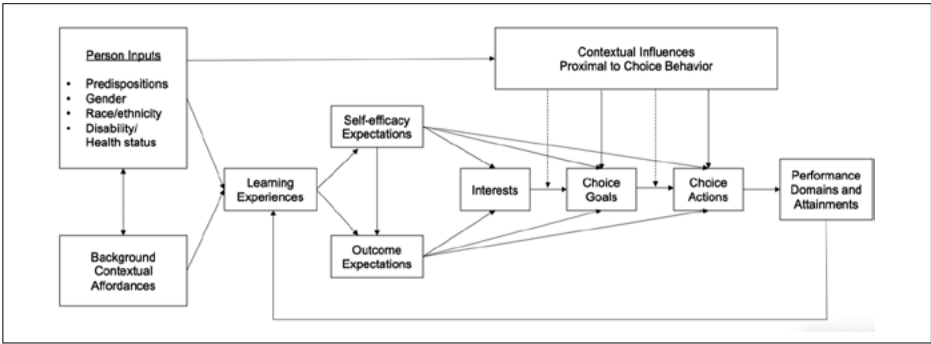 Person Inputs
• Predispositions
• Gender
• Race/ethnicity
• Disability/
Health status
Background
Contextual
Affordances
Learning
Experiences
Self-efficacy
Expectations
Outcome
Expectations
Interests
Contextual Influences
Proximal to Choice Behavior
Choice
Goals
Choice
Actions
Performance
Domains and
Attainments